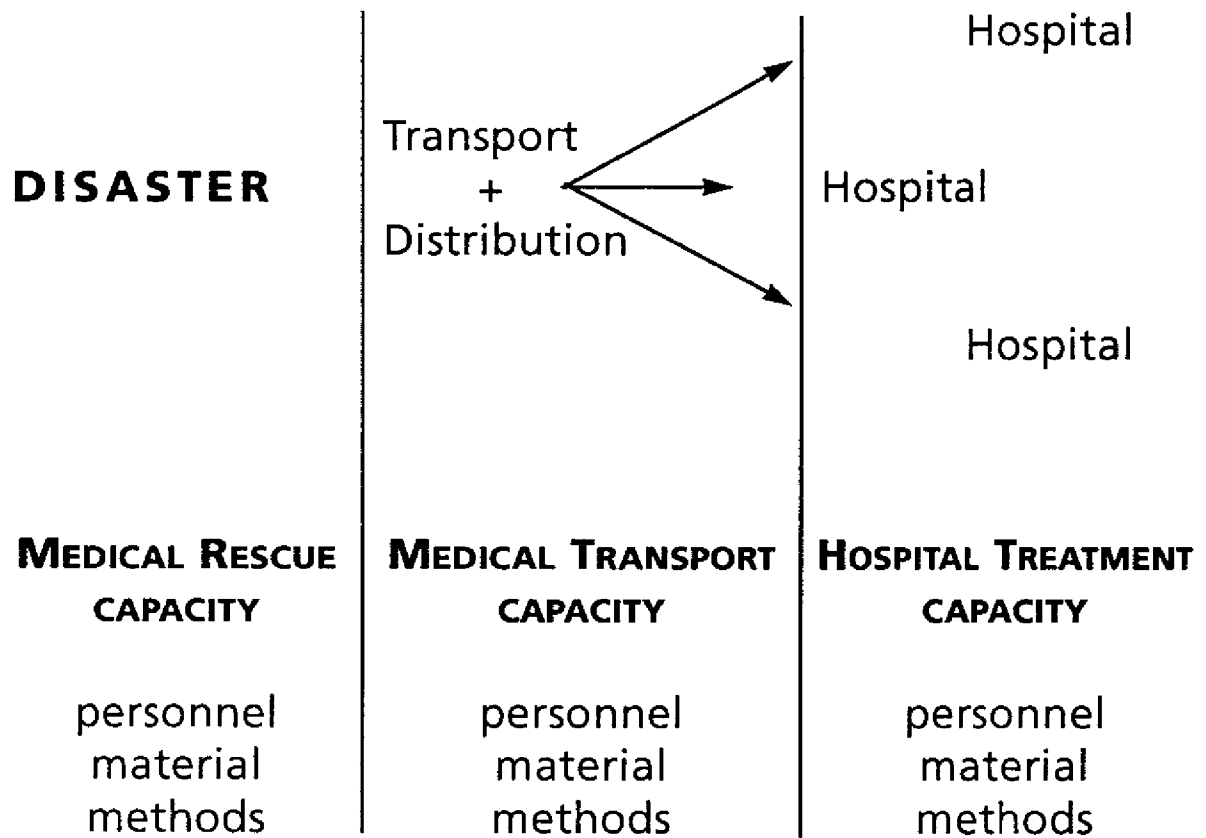 Hospital
Transport
DISASTER + Hospital
Distribution
Hospital
MEDICAL RESCUE
CAPACITY
MEDICAL TRANSPORT
CAPACITY
HOSPITAL TREATMENT
CAPACITY
personnel
material
methods
personnel
material
methods
personnel
material
methods